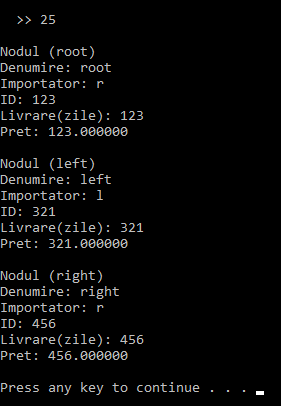 >> 25
Nodul (root)
Denumire: root
Importator: r
ID: 123
Livrare(zile): 123
Pret: 123.000000
Nodul (left)
Denumire: left
Importator: l
ID: 321
Livrare(zile): 321
Pret: 321.000000
Nodul (right)
Denumire: right
Importator: r
ID: 456
Livrare(zile): 456
Pret: 456.000000
Press any key to continue . . .